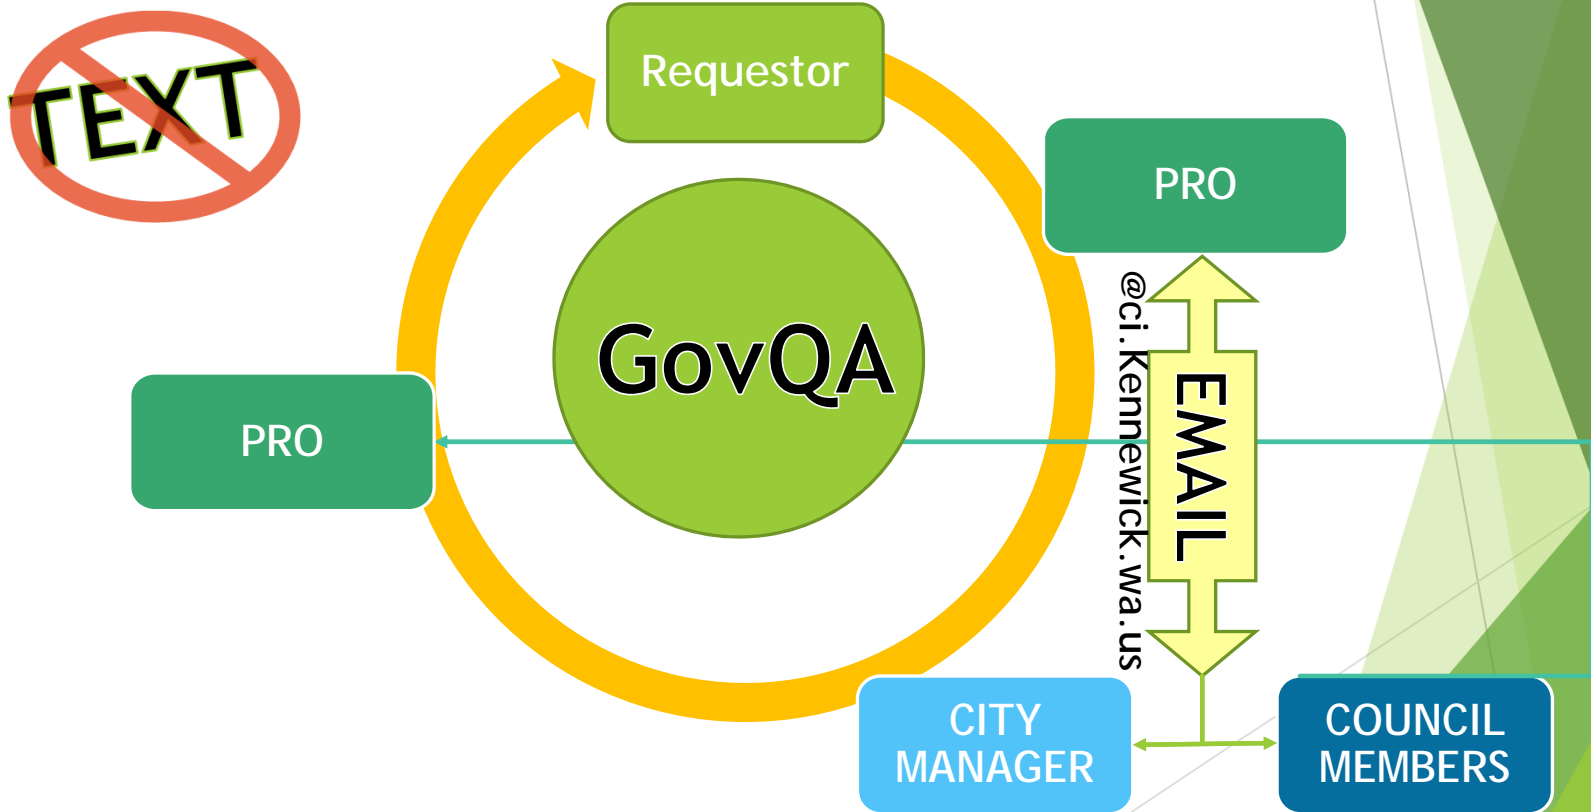 TEXT
Requestor
PRO
@ci.Kennewick.wa.us
EMAIL
GovQA
PRO
CITY
MANAGER
COUNCIL
MEMBERS